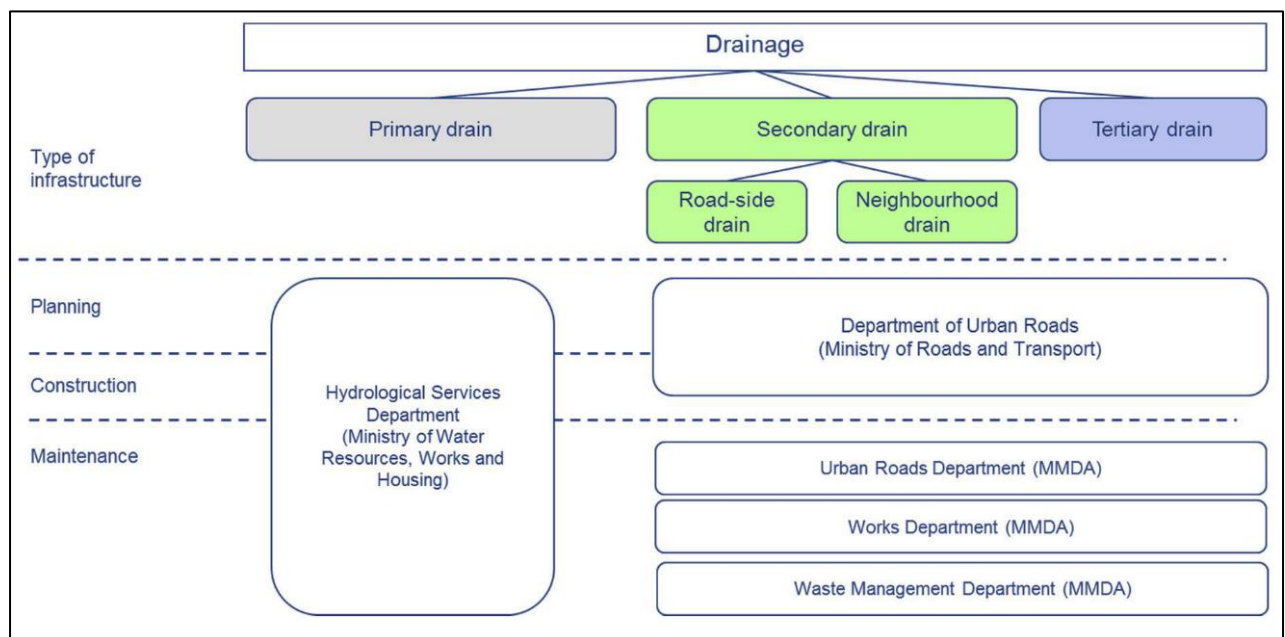 Drainage
Primary drain
Secondary drain
Tertiary drain
Type of
infrastructure
Road-side
drain
Neighbourhood
drain
Planning
Department of Urban Roads
(Ministry of Roads and Transport)
Construction
Hydrological Services
Department
(Ministry of Water
Resources, Works and
Housing)
Maintenance
Urban Roads Department (MMDA)
Works Department (MMDA)
Waste Management Department (MMDA)